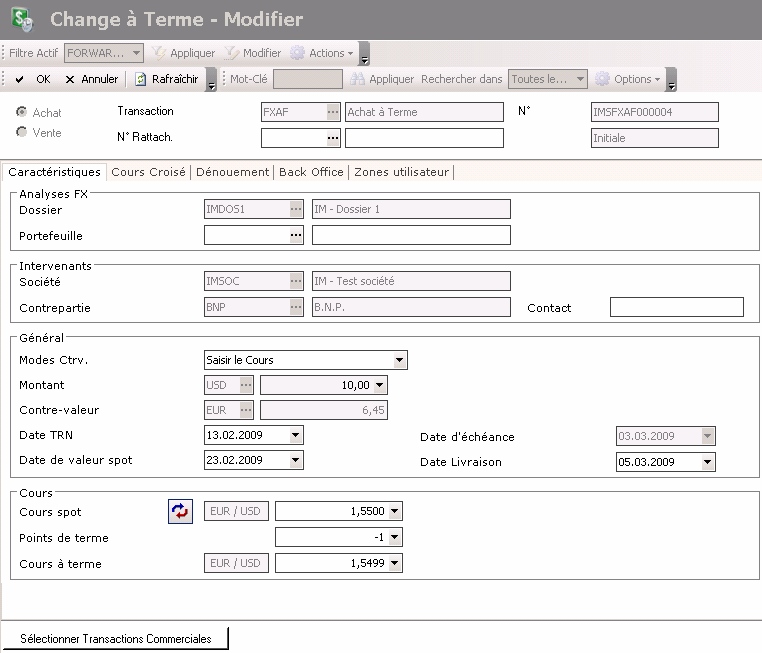 Change à Terme - Modifier
Filtre Actif FORWAR... Appliquer Modifier Actions
OK Annuler Rafraîchir Mot-Clé Appliquer Rechercher dans Toutes le... Options
Achat Transaction FXAF ... Achat à Terme N° IMSFXAF000004
Vente N° Rattach. ... Initiale
Caractéristiques Cours Croisé Dénouement Back Office Zones utilisateur
Analyses FX
Dossier IMDOS1 ... IM - Dossier 1
Portefeuille ...
Intervenants
Société IMSOC ... IM - Test société
Contrepartie BNP ... B.N.P. Contact
Général
Modes Ctrv. Saisir le Cours
Montant USD ... 10,00
Contre-valeur EUR ... 6,45
Date TRN 13.02.2009 Date d'échéance 03.03.2009
Date de valeur spot 23.02.2009 Date Livraison 05.03.2009
Cours
Cours spot EUR / USD 1,5500
Points de terme -1
Cours à terme EUR / USD 1,5499
Sélectionner Transactions Commerciales